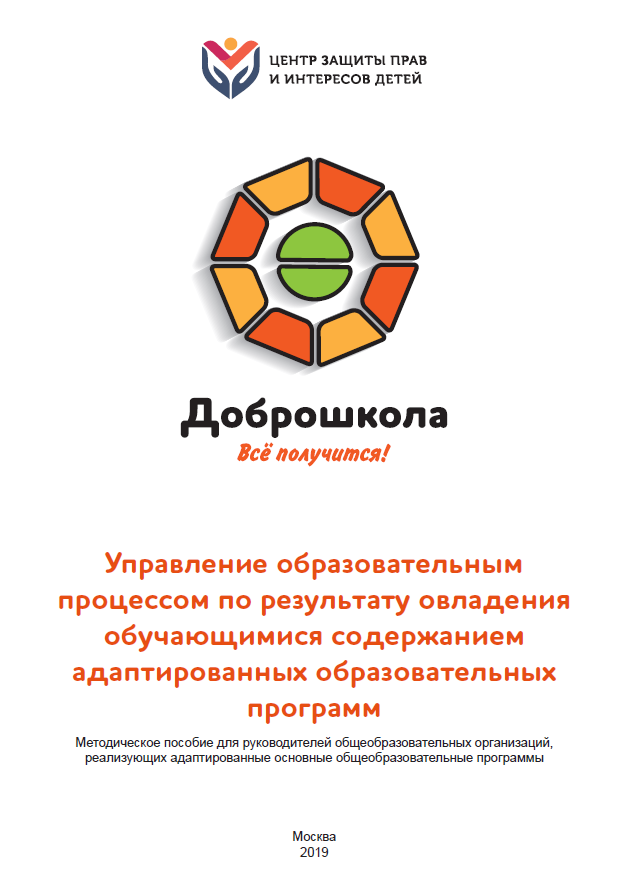 ЦЕНТР ЗАЩИТЫ ПРАВ
И ИНТЕРЕСОВ ДЕТЕЙ
Доброшкола
Всё получится!
Управление образовательным
процессом по результату овладения
обучающимися содержанием
адаптированных образовательных
программ
Методическое пособие для руководителей общеобразовательных организаций,
реализующих адаптированные основные общеобразовательные программы
Москва
2019